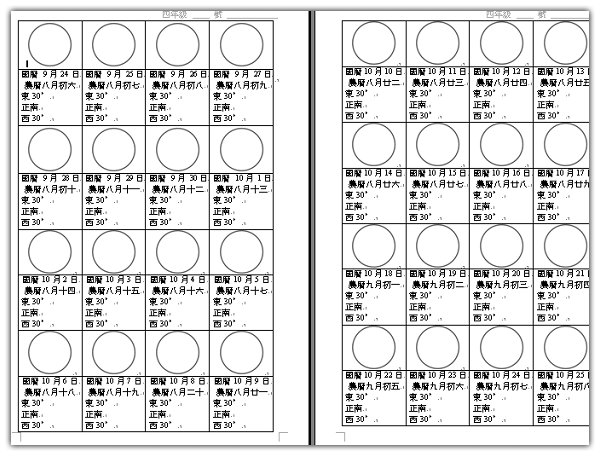 四年級 ____ 號 ________
國曆 9 月 24 日 國曆 9 月 25 日 國曆 9 月 26 日 國曆 9 月 27 日
農曆八月初六 農曆八月初七 農曆八月初八 農曆八月初九
東 30° 東 30° 東 30° 東 30°
正南 正南 正南 正南
西 30° 西 30° 西 30° 西 30°
國曆 9 月 28 日 國曆 9 月 29 日 國曆 9 月 30 日 國曆 10 月 1 日
農曆八月初十 農曆八月十一 農曆八月十二 農曆八月十三
東 30° 東 30° 東 30° 東 30°
正南 正南 正南 正南
西 30° 西 30° 西 30° 西 30°
國曆 10 月 2 日 國曆 10 月 3 日 國曆 10 月 4 日 國曆 10 月 5 日
農曆八月十四 農曆八月十五 農曆八月十六 農曆八月十七
東 30° 東 30° 東 30° 東 30°
正南 正南 正南 正南
西 30° 西 30° 西 30° 西 30°
國曆 10 月 6 日 國曆 10 月 7 日 國曆 10 月 8 日 國曆 10 月 9 日
農曆八月十八 農曆八月十九 農曆八月二十 農曆八月廿一
東 30° 東 30° 東 30° 東 30°
正南 正南 正南 正南
西 30° 西 30° 西 30° 西 30°
四年級 ____ 號 ________
國曆 10 月 10 日 國曆 10 月 11 日 國曆 10 月 12 日 國曆 10 月 13
農曆八月廿二 農曆八月廿三 農曆八月廿四 農曆八月廿五
東 30° 東 30° 東 30° 東 30°
正南 正南 正南 正南
西 30° 西 30° 西 30° 西 30°
國曆 10 月 14 日 國曆 10 月 15 日 國曆 10 月 16 日 國曆 10 月 17
農曆八月廿六 農曆八月廿七 農曆八月廿八 農曆八月廿九
東 30° 東 30° 東 30° 東 30°
正南 正南 正南 正南
西 30° 西 30° 西 30° 西 30°
國曆 10 月 18 日 國曆 10 月 19 日 國曆 10 月 20 日 國曆 10 月 21
農曆九月初一 農曆九月初二 農曆九月初三 農曆九月初四
東 30° 東 30° 東 30° 東 30°
正南 正南 正南 正南
西 30° 西 30° 西 30° 西 30°
國曆 10 月 22 日 國曆 10 月 23 日 國曆 10 月 24 日 國曆 10 月 25
農曆九月初五 農曆九月初六 農曆九月初七 農曆九月初八
東 30° 東 30° 東 30° 東 30°
正南 正南 正南 正南
西 30° 西 30° 西 30° 西 30°